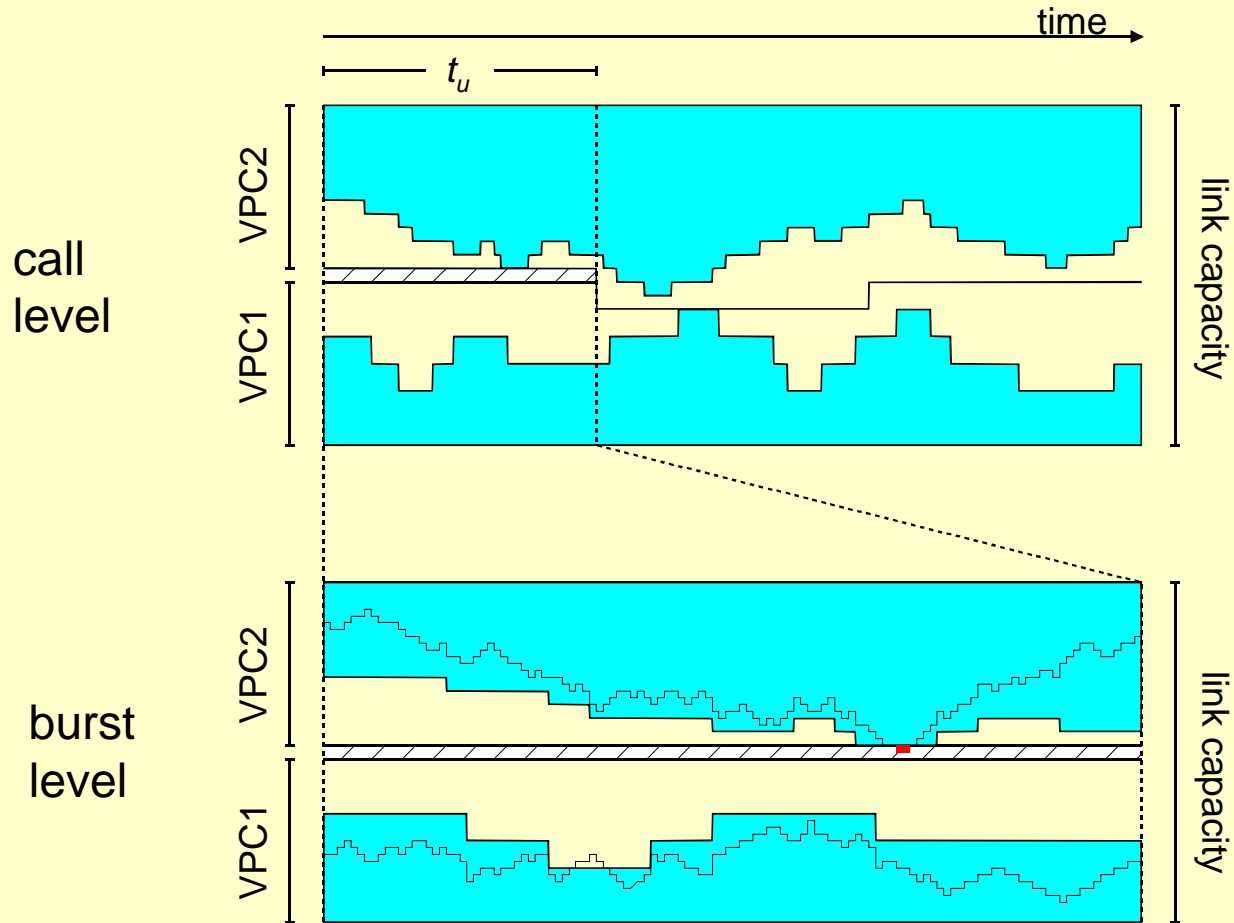 time
t_u
VPC2
call
level
VPC1
link capacity
VPC2
burst
level
VPC1
link capacity